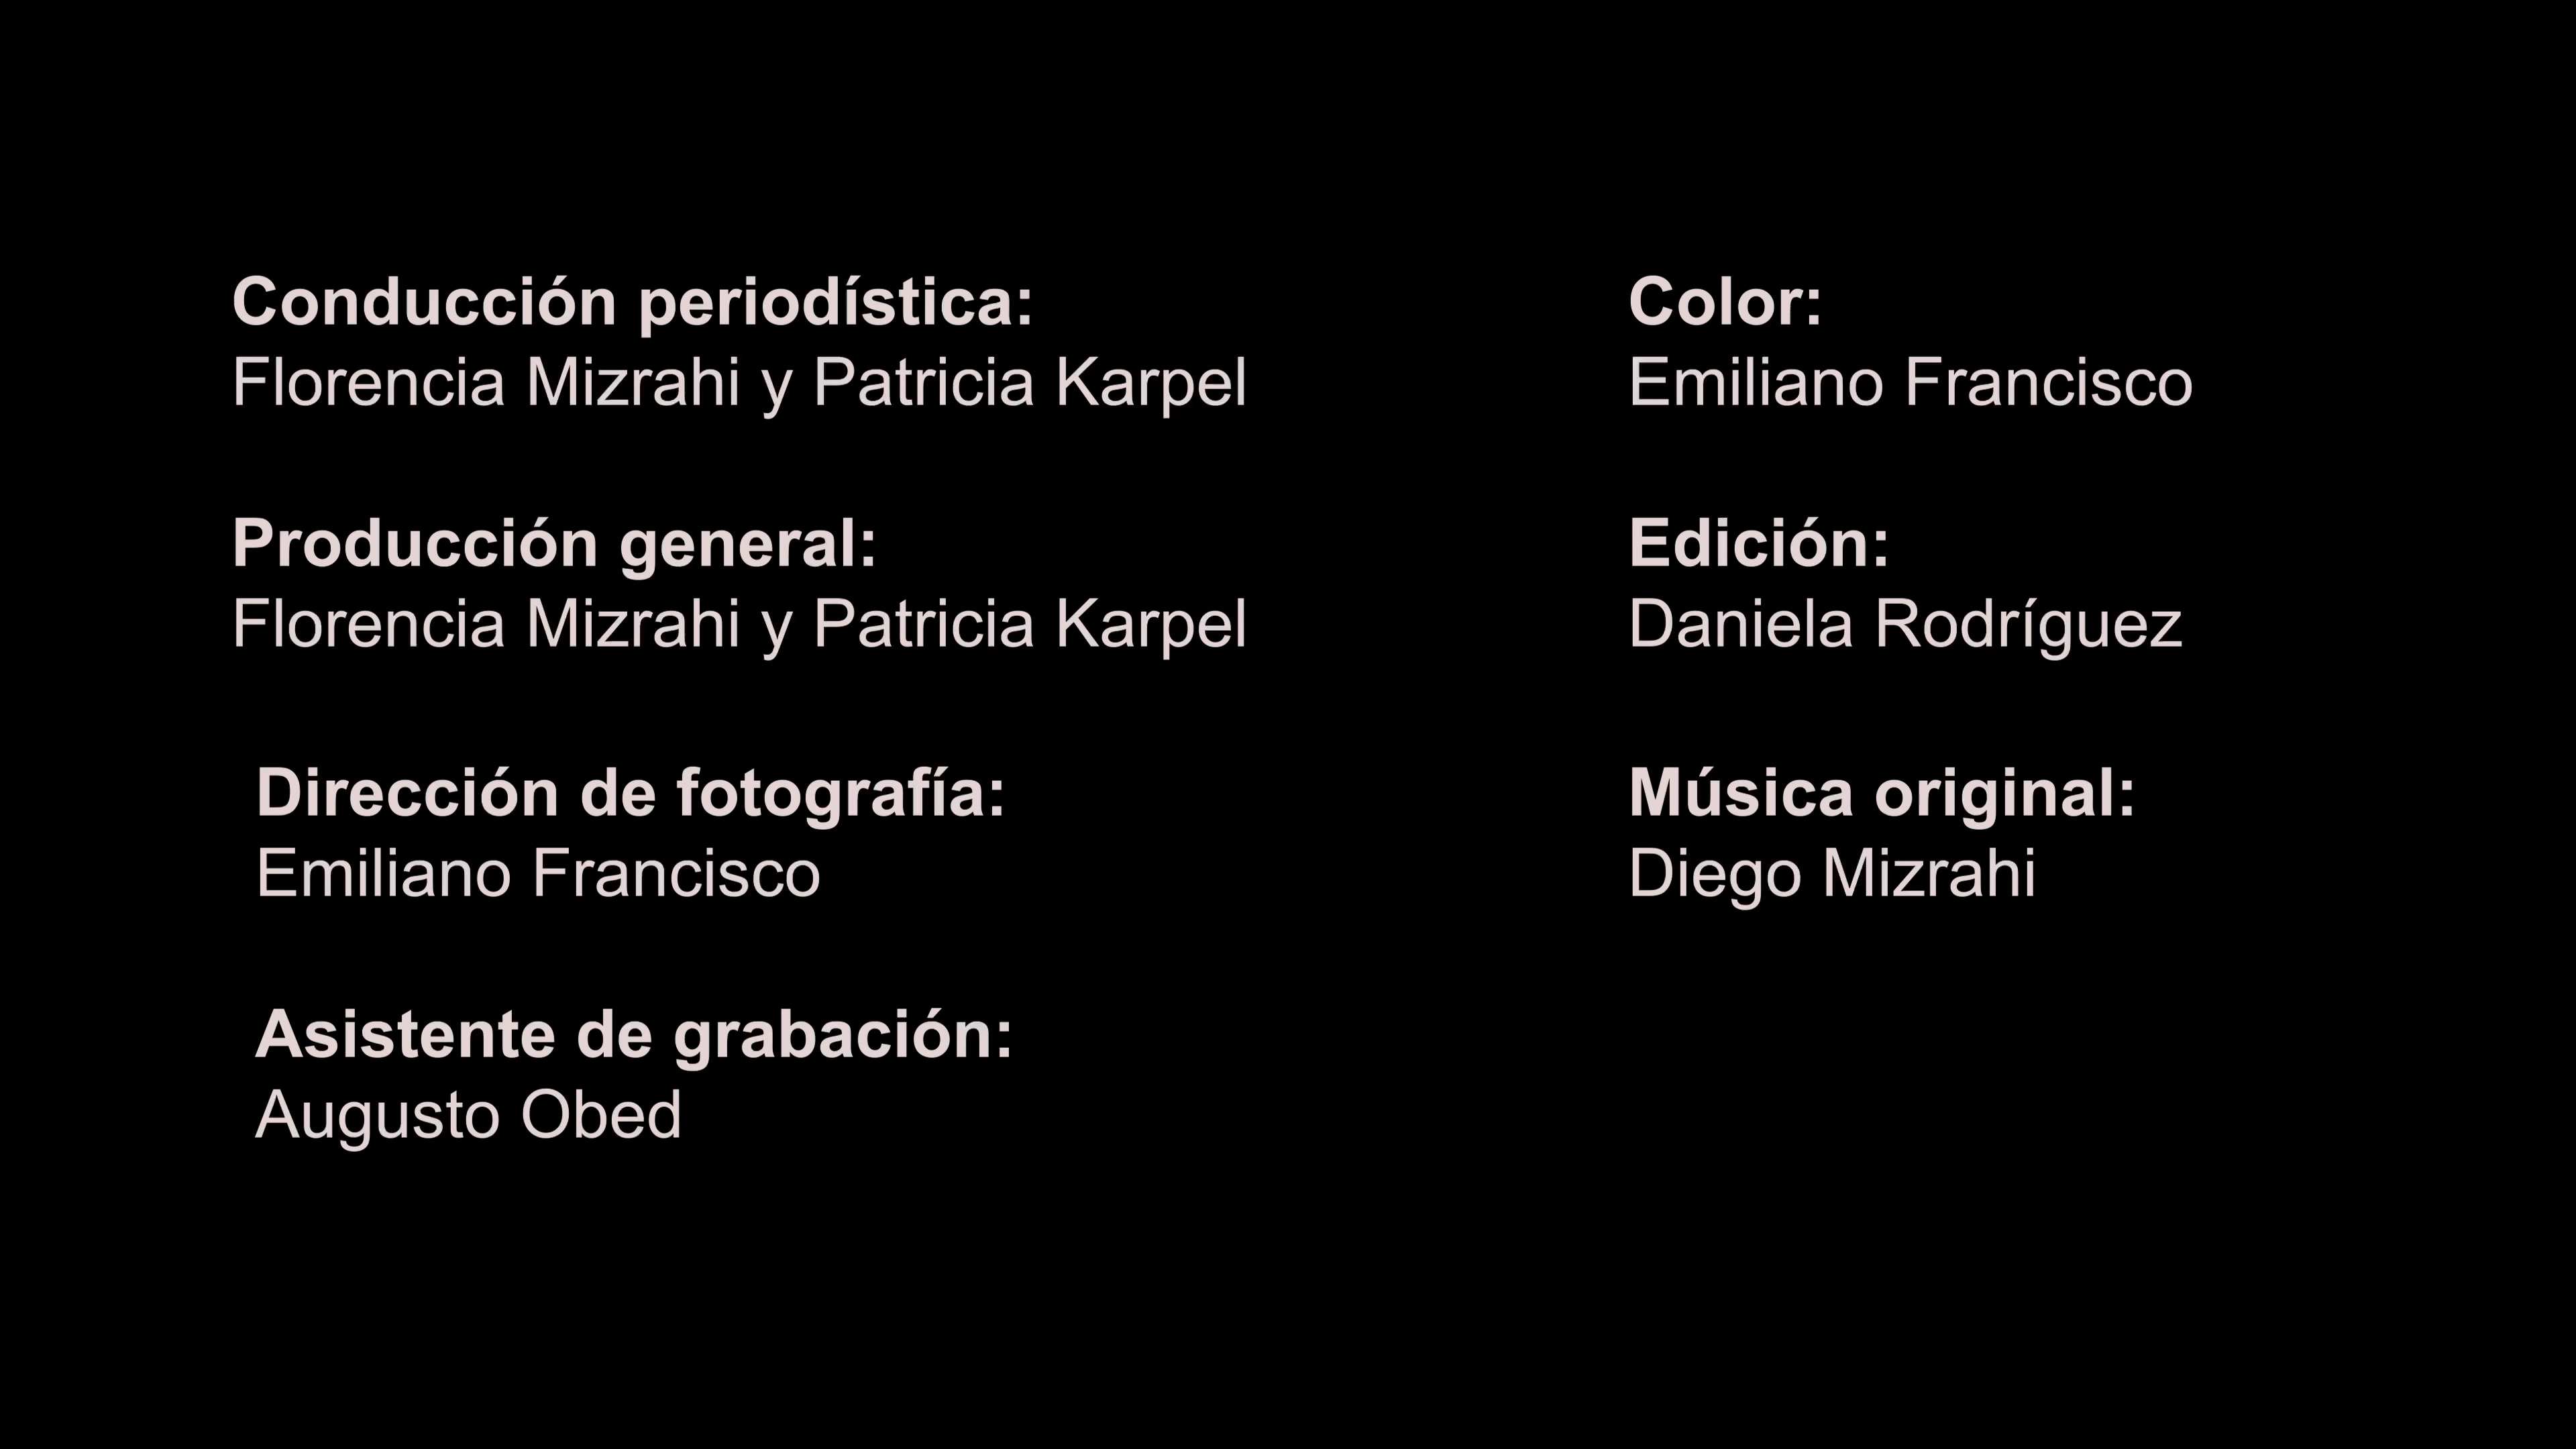 Conducción periodística:
Florencia Mizrahi y Patricia Karpel
Producción general:
Florencia Mizrahi y Patricia Karpel
Dirección de fotografía:
Emiliano Francisco
Asistente de grabación:
Augusto Obed
Color:
Emiliano Francisco
Edición:
Daniela Rodríguez
Música original:
Diego Mizrahi